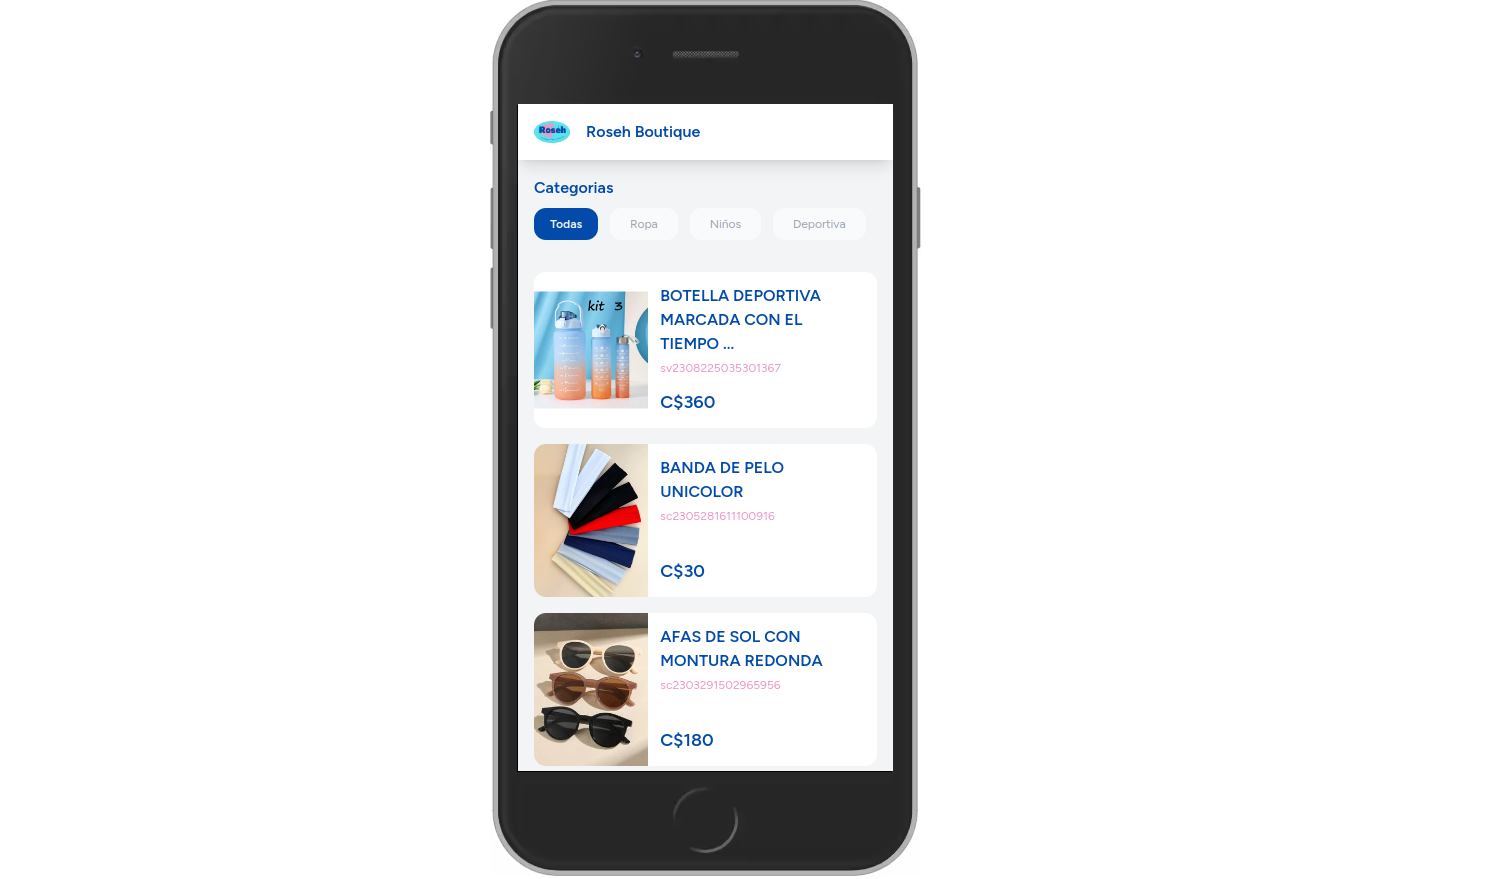 Roseh
Roseh Boutique
Categorias
Todas
Ropa
Niños
Deportiva
kit 3
BOTELLA DEPORTIVA
MARCADA CON EL
TIEMPO ...
sv2308225035301367
C$360
BANDA DE PELO
UNICOLOR
sc2305281611100916
C$30
AFAS DE SOL CON
MONTURA REDONDA
sc2303291502965956
C$180